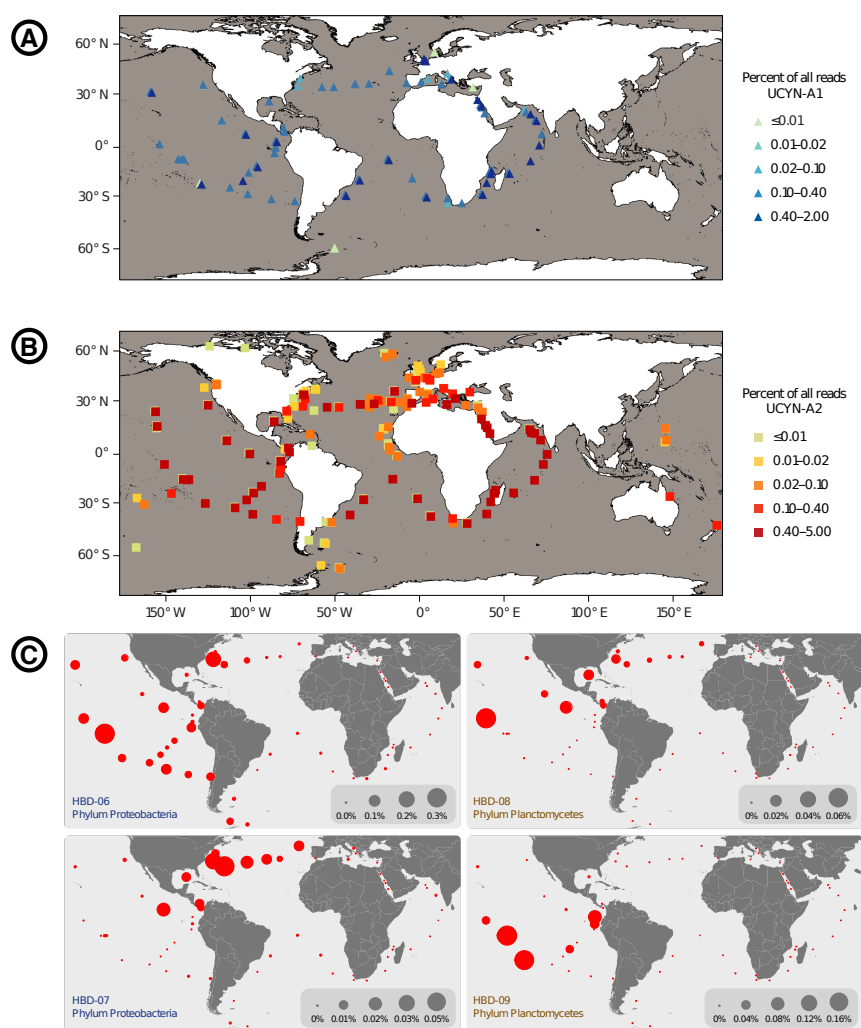 A
60° N
30° N
0°
30° S
60° S
Percent of all reads
UCYN-A1
≤0.01
0.01–0.02
0.02–0.10
0.10–0.40
0.40–2.00
B
60° N
30° N
0°
30° S
60° S
150° W
100° W
50° W
0°
50° E
100° E
150° E
Percent of all reads
UCYN-A2
≤0.01
0.01–0.02
0.02–0.10
0.10–0.40
0.40–5.00
C
HBD-06
Phylum Proteobacteria
0.0% 0.1% 0.2% 0.3%
HBD-08
Phylum Planctomycetes
0% 0.02% 0.04% 0.06%
HBD-07
Phylum Proteobacteria
0% 0.01% 0.02% 0.03% 0.05%
HBD-09
Phylum Planctomycetes
0% 0.04% 0.08% 0.12% 0.16%